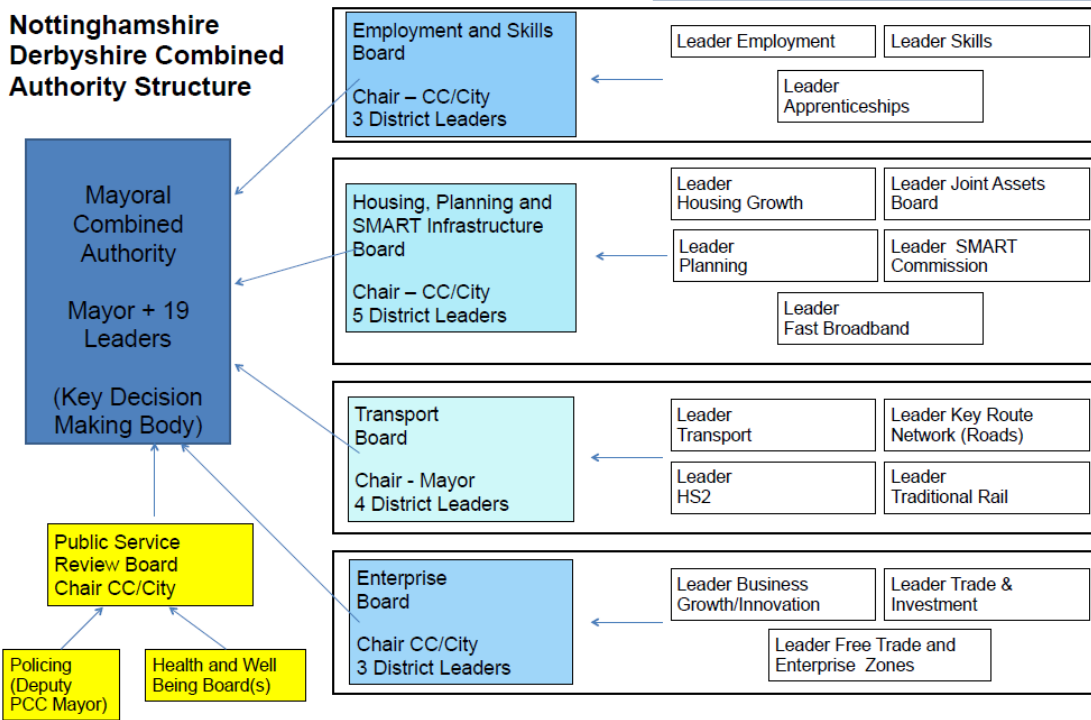 Nottinghamshire
Derbyshire Combined
Authority Structure
Mayoral
Combined
Authority
Mayor + 19
Leaders
(Key Decision
Making Body)
Public Service
Review Board
Chair CC/City
Policing
(Deputy
PCC Mayor)
Health and Well
Being Board(s)
Employment and Skills
Board
Chair – CC/City
3 District Leaders
Leader Employment
Leader Skills
Leader
Apprenticeships
Housing, Planning and
SMART Infrastructure
Board
Chair – CC/City
5 District Leaders
Leader
Housing Growth
Leader Joint Assets
Board
Leader
Planning
Leader SMART
Commission
Leader
Fast Broadband
Transport
Board
Chair - Mayor
4 District Leaders
Leader
Transport
Leader Key Route
Network (Roads)
Leader
HS2
Leader
Traditional Rail
Enterprise
Board
Chair CC/City
3 District Leaders
Leader Business
Growth/Innovation
Leader Trade &
Investment
Leader Free Trade and
Enterprise Zones